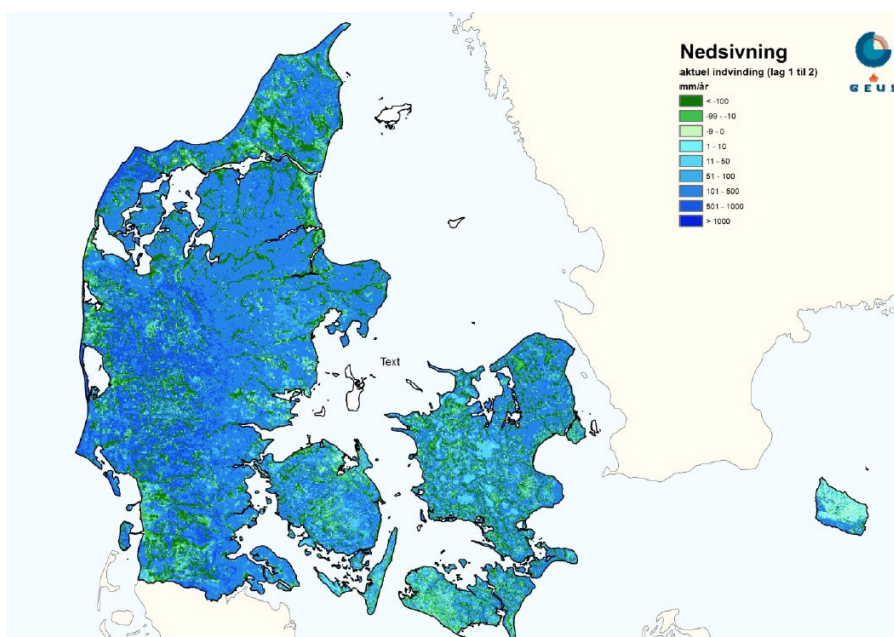 Nedsivning
aktuel indvinding (lag 1 til 2)
mm/år
< -100
-99 - -10
-9 - 0
1 - 10
11 - 50
51 - 100
101 - 500
501 - 1000
> 1000
G E U S
Text